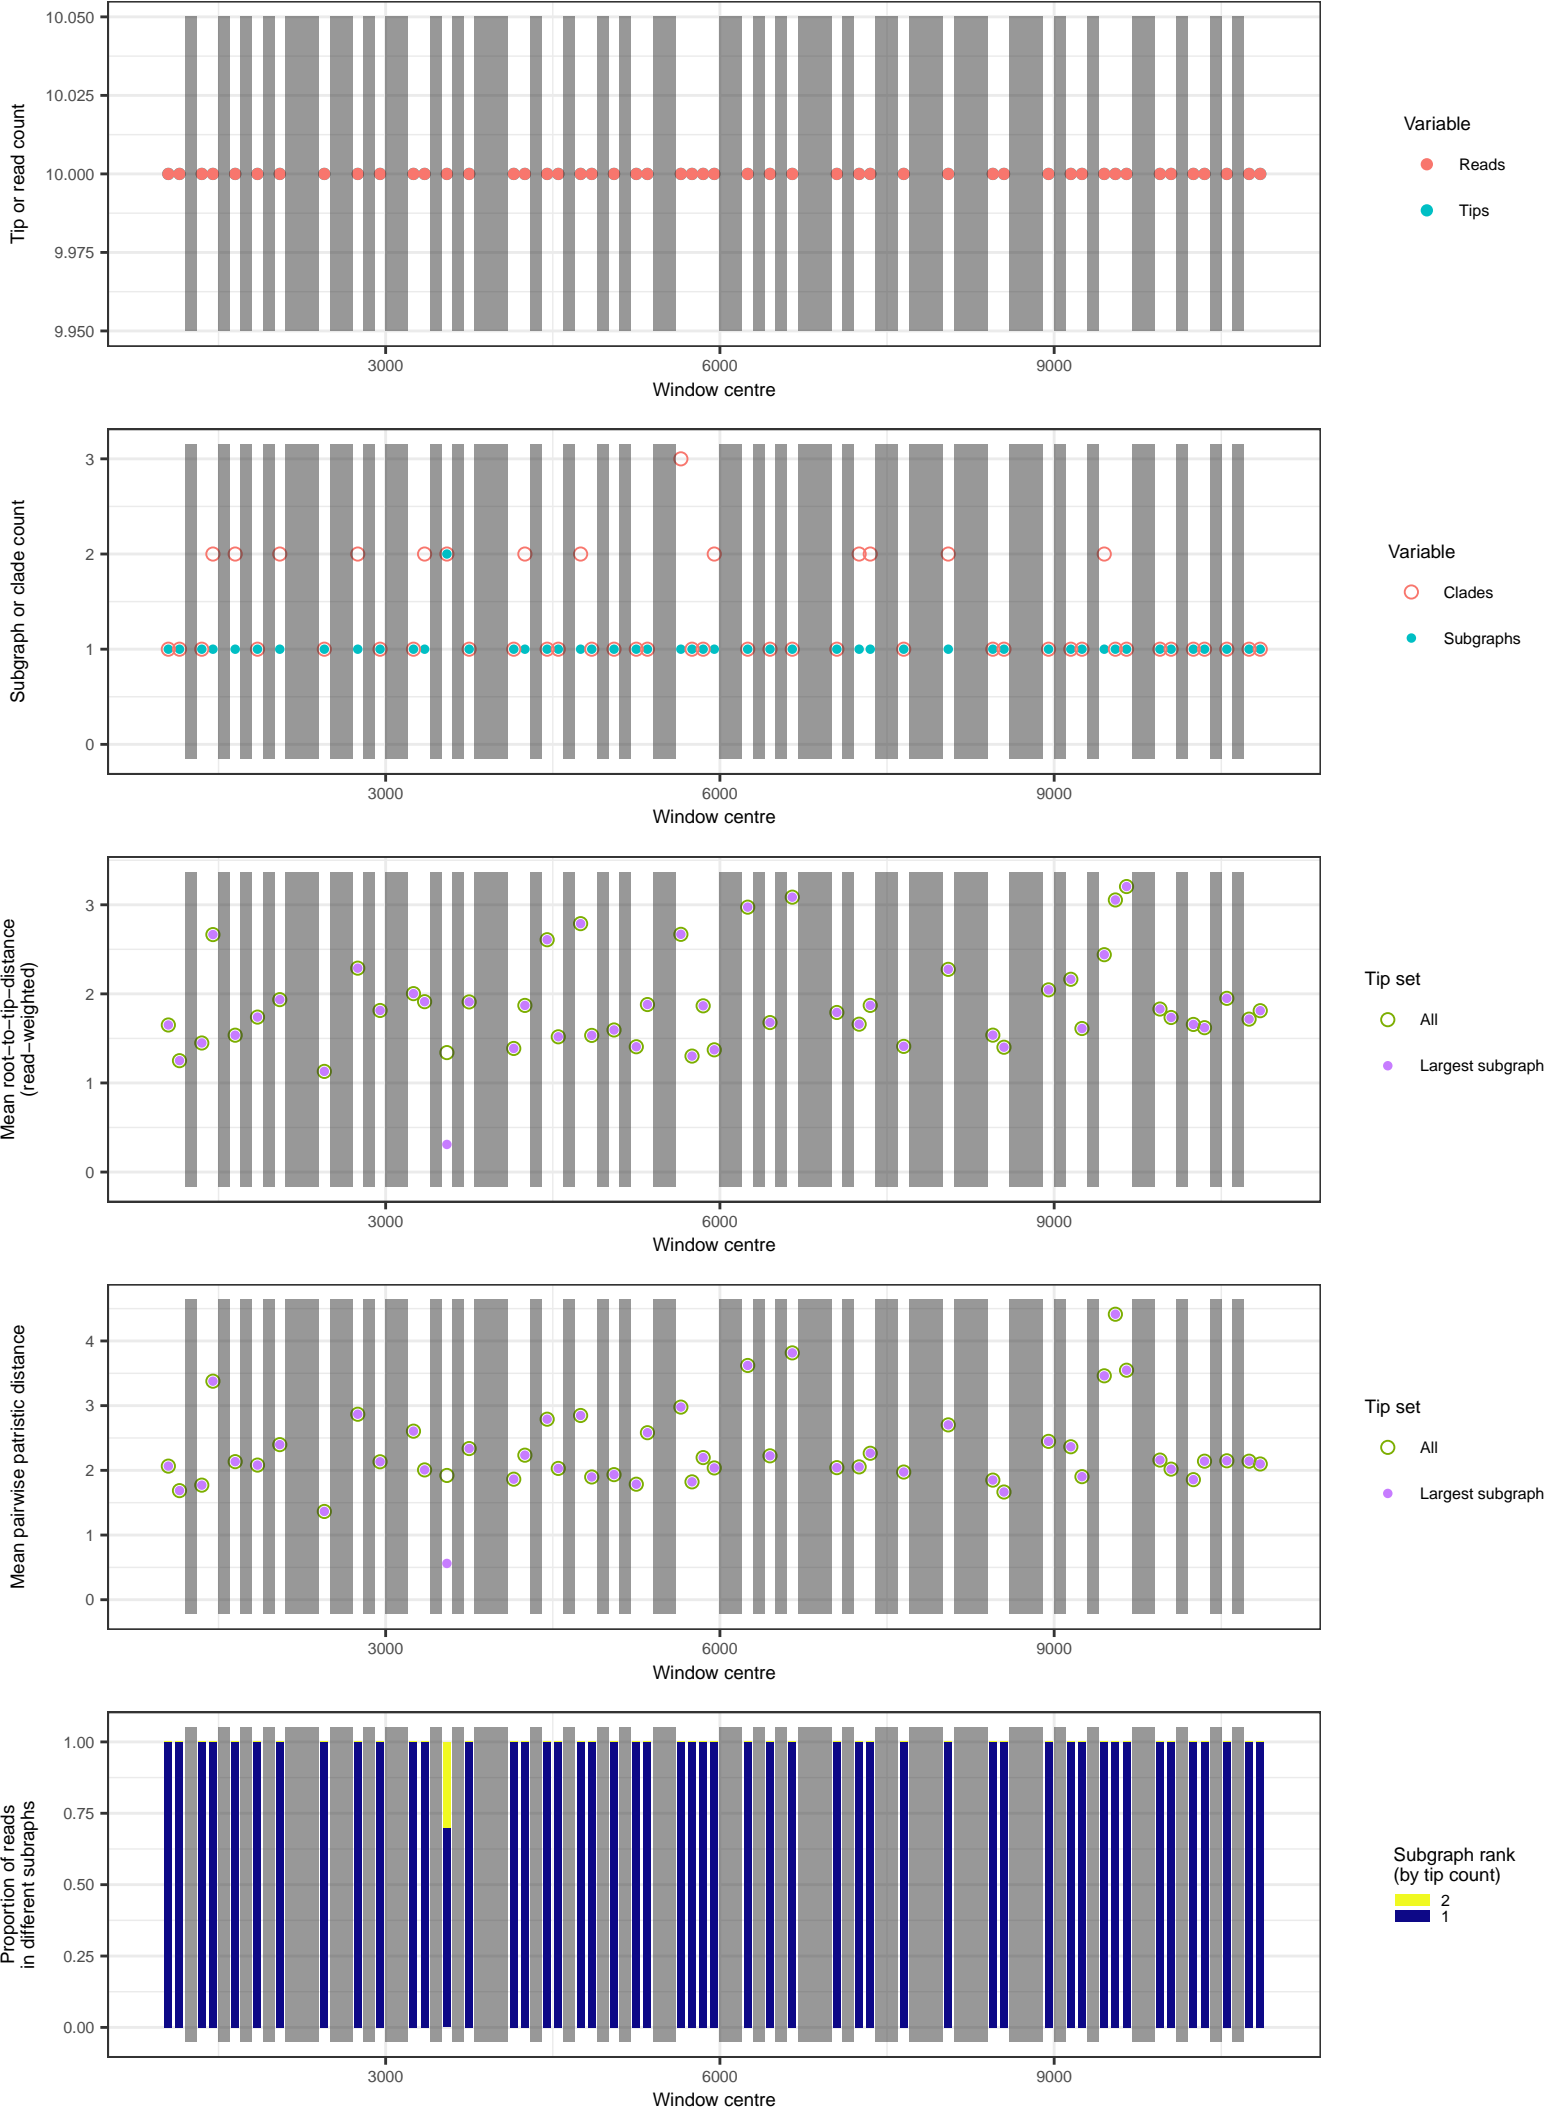 10.050
10.025
10.000
9.975
9.950
Tip or read count
3000
6000
9000
Window centre
Variable
Reads
Tips
3
2
1
0
Subgraph or clade count
3000
6000
9000
Window centre
Variable
Clades
Subgraphs
3
2
1
0
Mean root−to−tip−distance
(read−weighted)
3000
6000
9000
Window centre
Tip set
All
Largest subgraph
4
3
2
1
0
Mean pairwise patristic distance
3000
6000
9000
Window centre
Tip set
All
Largest subgraph
1.00
0.75
0.50
0.25
0.00
Proportion of reads
in different subraphs
3000
6000
9000
Window centre
Subgraph rank
(by tip count)
2
1